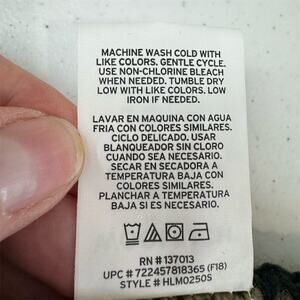 MACHINE WASH COLD WITH
LIKE COLORS. GENTLE CYCLE.
USE NON-CHLORINE BLEACH
WHEN NEEDED. TUMBLE DRY
LOW WITH LIKE COLORS. LOW
IRON IF NEEDED.
LAVAR EN MAQUINA CON AGUA
FRIA CON COLORES SIMILARES.
CICLO DELICADO. USAR
BLANQUEADOR SIN CLORO
CUANDO SEA NECESARIO.
SECAR EN SECADORA A
TEMPERATURA BAJA CON
COLORES SIMILARES.
PLANCHAR A TEMPERATURA
BAJA SI ES NECESARIO.
RN # 137013
UPC # 722457818365 (F18)
STYLE # HLM0250S